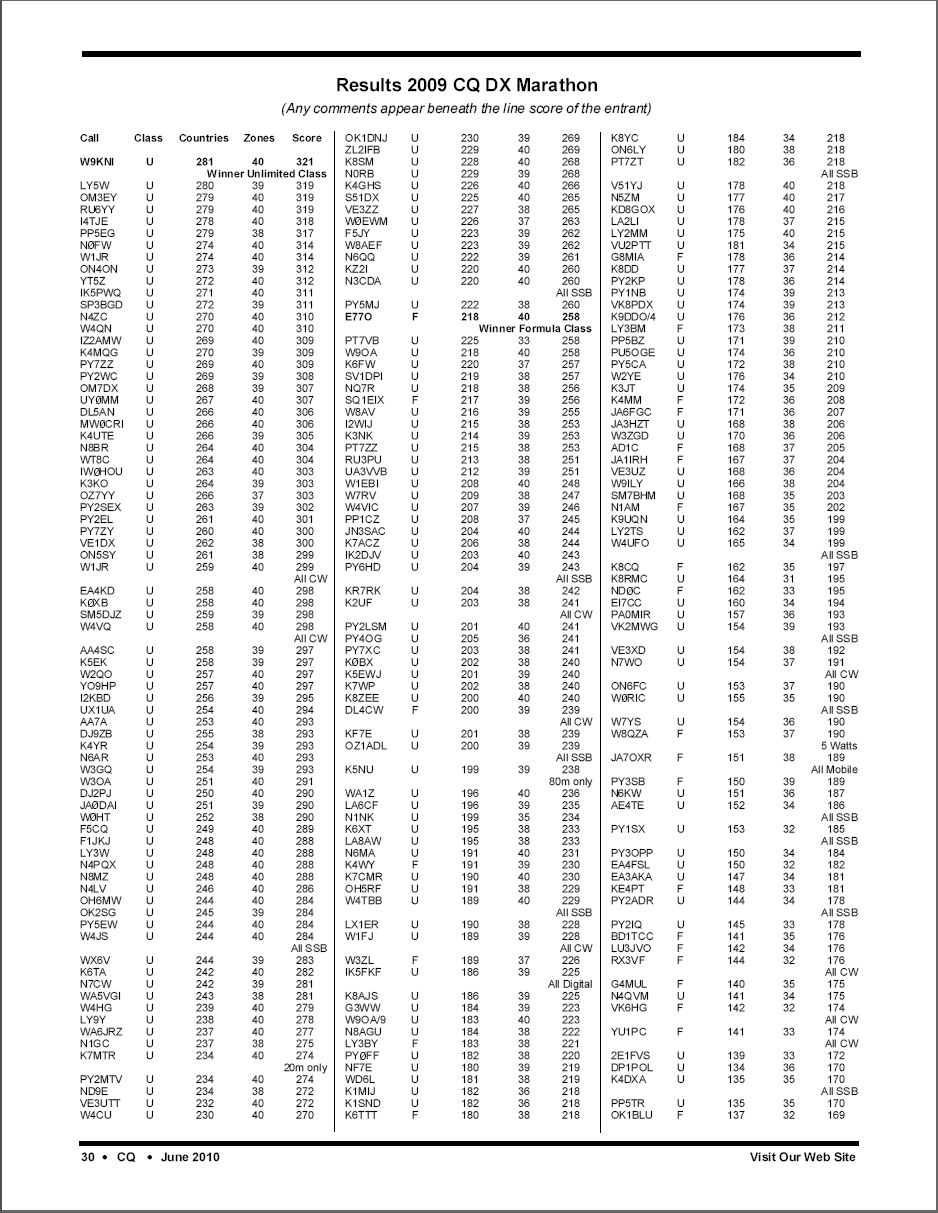 Results 2009 CQ DX Marathon
(Any comments appear beneath the line score of the entrant)
Call Class Countries Zones Score
W9KNI U 281 40 321
Winner Unlimited Class
LY5W U 280 39 319
OM3EY U 279 40 319
RU6YY U 279 40 319
I4TJE U 278 40 318
PP5EG U 279 38 317
NØFW U 274 40 314
W1JR U 274 40 314
ON4ON U 273 39 312
YT5Z U 272 40 312
IK5PWQ U 271 40 311
SP3BGD U 272 39 311
N4ZC U 270 40 310
W4QN U 270 40 310
IZ2AMW U 269 40 309
K4MQG U 270 39 309
PY7ZZ U 269 40 309
PY2WC U 269 39 308
OM7DX U 268 39 307
UYØMM U 267 40 307
DL5AN U 266 40 306
MWØCRI U 266 40 306
K4UTE U 266 39 305
N8BR U 264 40 304
WT8C U 264 40 304
IWØHOU U 263 40 303
K3KO U 264 39 303
OZ7YY U 266 37 303
PY2SEX U 263 39 302
PY2EL U 261 40 301
PY7ZY U 260 40 300
VE1DX U 262 38 300
ON5SY U 261 38 299
W1JR U 259 40 299
All CW
EA4KD U 258 40 298
KØXB U 258 40 298
SM5DJZ U 259 39 298
W4VQ U 258 40 298
All CW
AA4SC U 258 39 297
K5EK U 258 39 297
W2QO U 257 40 297
YO9HP U 257 40 297
I2KBD U 256 39 295
UX1UA U 254 40 294
AA7A U 253 40 293
DJ9ZB U 255 38 293
K4YR U 254 39 293
N6AR U 253 40 293
W3GQ U 254 39 293
W3OA U 251 40 291
DJ2PJ U 250 40 290
JAØDAI U 251 39 290
WØHT U 252 38 290
F5CQ U 249 40 289
F1JKJ U 248 40 288
LY3W U 248 40 288
N4PQX U 248 40 288
N8MZ U 248 40 288
N4LV U 246 40 286
OH6MW U 244 40 284
OK2SG U 245 39 284
PY5EW U 244 40 284
W4JS U 244 40 284
All SSB
WX6V U 244 39 283
K6TA U 242 40 282
N7CW U 242 39 281
WA5VGI U 243 38 281
W4HG U 239 40 279
LY9Y U 238 40 278
WA6JRZ U 237 40 277
N1GC U 237 38 275
K7MTR U 234 40 274
20m only
PY2MTV U 234 40 274
ND9E U 234 38 272
VE3UTT U 232 40 272
W4CU U 230 40 270
OK1DNJ U 230 39 269
ZL2IFB U 229 40 269
K8SM U 228 40 268
N0RB U 229 39 268
K4GHS U 226 40 266
S51DX U 225 40 265
VE3ZZ U 227 38 265
WØEWM U 226 37 263
F5JY U 223 39 262
W8AEF U 223 39 262
N6QQ U 222 39 261
KZ2I U 220 40 260
N3CDA U 220 40 260
All SSB
PY5MJ U 222 38 260
E77O F 218 40 258
Winner Formula Class
PT7VB U 225 33 258
W9OA U 218 40 258
K6FW U 220 37 257
SV1DPI U 219 38 257
NQ7R U 218 38 256
SQ1EIX F 217 39 256
W8AV U 216 39 255
I2WIJ U 215 38 253
K3NK U 214 39 253
PT7ZZ U 215 38 253
RU3PU U 213 38 251
UA3VVB U 212 39 251
W1EBI U 208 40 248
W7RV U 209 38 247
W4VIC U 207 39 246
PP1CZ U 208 37 245
JN3SAC U 204 40 244
K7ACZ U 206 38 244
IK2DJV U 203 40 243
PY6HD U 204 39 243
All SSB
KR7RK U 204 38 242
K2UF U 203 38 241
All CW
PY2LSM U 201 40 241
PY4OG U 205 36 241
PY7XC U 203 38 241
KØBX U 202 38 240
K5EWJ U 201 39 240
K7WP U 202 38 240
K8ZEE U 200 40 240
DL4CW F 200 39 239
All CW
KF7E U 201 38 239
OZ1ADL U 200 39 239
All SSB
K5NU U 199 39 238
80m only
WA1Z U 196 40 236
LA6CF U 196 39 235
N1NK U 199 35 234
K6XT U 195 38 233
LA8AW U 195 38 233
N6MA U 191 40 231
K4WY F 191 39 230
K7CMR U 190 40 230
OH5RF U 191 38 229
W4TBB U 189 40 229
All SSB
LX1ER U 190 38 228
W1FJ U 189 39 228
All CW
W3ZL F 189 37 226
IK5FKF U 186 39 225
All Digital
K8AJS U 186 39 225
G3WW U 184 39 223
W9OA/9 U 183 40 223
N8AGU U 184 38 222
LY3BY F 183 38 221
PYØFF U 182 38 220
NF7E U 180 39 219
WD6L U 181 38 219
K1MIJ U 182 36 218
K1SND U 182 36 218
K6TTT F 180 38 218
K8YC U 184 34 218
ON6LY U 180 38 218
PT7ZT U 182 36 218
All SSB
V51YJ U 178 40 218
N5ZM U 177 40 217
KD8GOX U 176 40 216
LA2LI U 178 37 215
LY2MM U 175 40 215
VU2PTT U 181 34 215
G8MIA F 178 36 214
K8DD U 177 37 214
PY2KP U 178 36 214
PY1NB U 174 39 213
VK8PDX U 174 39 213
K9DDO/4 U 176 36 212
LY3BM F 173 38 211
PP5BZ U 171 39 210
PU5OGE U 174 36 210
PY5CA U 172 38 210
W2YE U 176 34 210
K3JT U 174 35 209
K4MM F 172 36 208
JA6FGC F 171 36 207
JA3HZT U 168 38 206
W3ZGD U 170 36 206
AD1C F 168 37 205
JA1IRH F 167 37 204
VE3UZ U 168 36 204
W9ILY U 166 38 204
SM7BHM U 168 35 203
N1AM F 167 35 202
K9UQN U 164 35 199
LY2TS U 162 37 199
W4UFO U 165 34 199
All SSB
K8CQ F 162 35 197
K8RMC U 164 31 195
NDØC F 162 33 195
EI7CC U 160 34 194
PA0MIR U 157 36 193
VK2MWG U 154 39 193
All SSB
VE3XD U 154 38 192
N7WO U 154 37 191
All CW
ON6FC U 153 37 190
WØRIC U 155 35 190
All SSB
W7YS U 154 36 190
W8QZA F 153 37 190
5 Watts
JA7OXR F 151 38 189
All Mobile
PY3SB F 150 39 189
N6KW U 151 36 187
AE4TE U 152 34 186
All SSB
PY1SX U 153 32 185
All SSB
PY3OPP U 150 34 184
EA4FSL U 150 32 182
EA3AKA U 147 34 181
KE4PT F 148 33 181
PY2ADR U 144 34 178
All SSB
PY2IQ U 145 33 178
BD1TCC F 141 35 176
LU3JVO F 142 34 176
RX3VF F 144 32 176
All CW
G4MUL F 140 35 175
N4QVM U 141 34 175
VK6HG F 142 32 174
All CW
YU1PC F 141 33 174
All CW
2E1FVS U 139 33 172
DP1POL U 134 36 170
K4DXA U 135 35 170
All SSB
PP5TR U 135 35 170
OK1BLU F 137 32 169
30 • CQ • June 2010
Visit Our Web Site